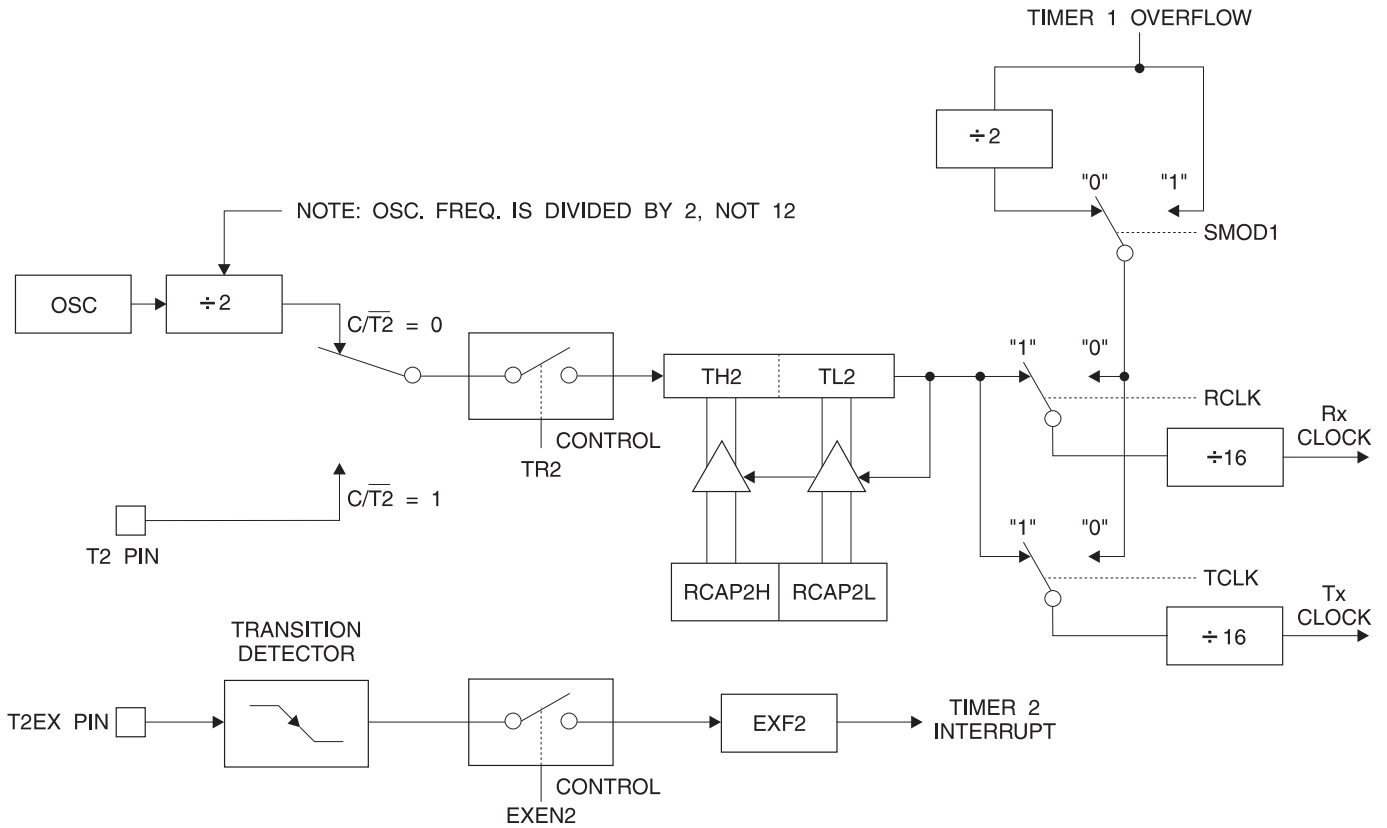 TIMER 1 OVERFLOW
÷2
"0" "1"
NOTE: OSC. FREQ. IS DIVIDED BY 2, NOT 12
SMOD1
OSC
÷2
C/T2̅ = 0
"1" "0"
TH2 TL2
RCLK
Rx
CLOCK
CONTROL
TR2
÷16
C/T2̅ = 1
T2 PIN
"1" "0"
RCAP2H RCAP2L
TCLK
Tx
CLOCK
÷16
TRANSITION
DETECTOR
T2EX PIN
EXF2
TIMER 2
INTERRUPT
CONTROL
EXEN2